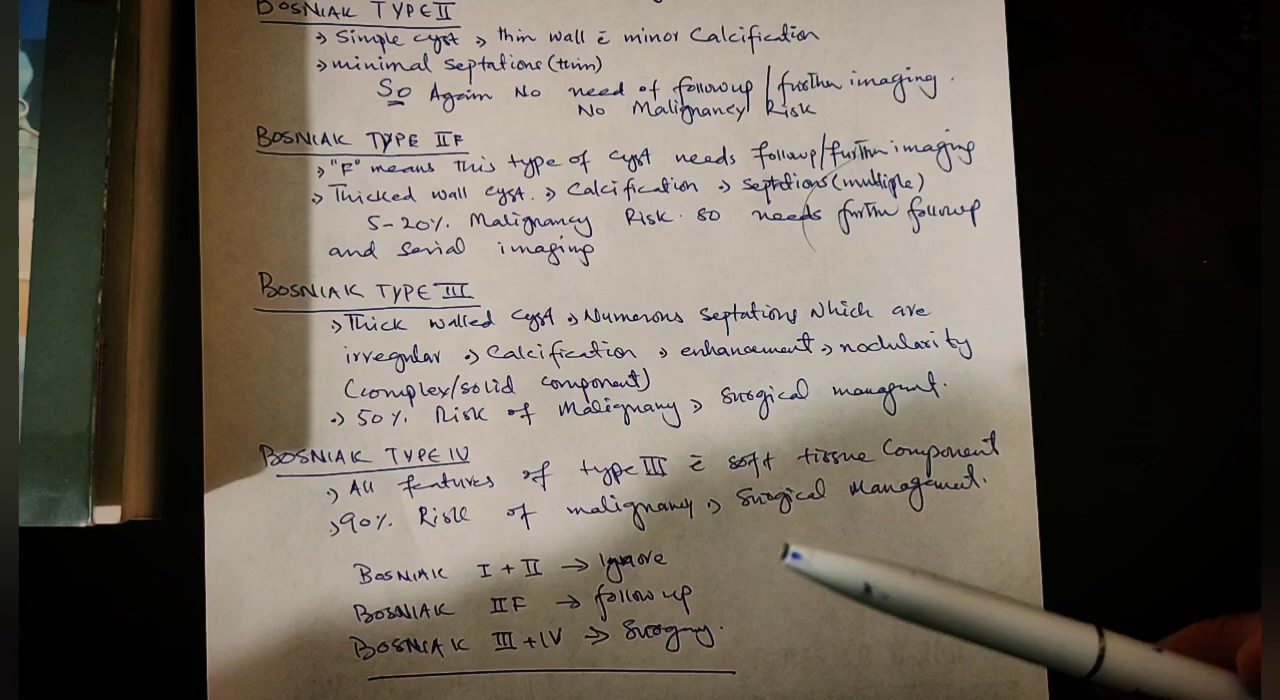 BOSNIAK TYPE II
→ Simple cyst → thin wall c̄ minor Calcification
→ minimal septations (thin)
So Again No need of followup / further imaging.
No Malignancy Risk
BOSNIAK TYPE IIF
→ "F" means this type of cyst needs followup/further imaging
→ Thicked wall cyst. → Calcification → septations (multiple)
5-20% Malignancy Risk. so needs further followup
and serial imaging
BOSNIAK TYPE III
→ Thick walled cyst → Numerous septations which are
irregular → Calcification → enhancement → nodularity
(complex/solid component)
→ 50% Risk of Malignany → Surgical managmt.
BOSNIAK TYPE IV
→ All features of type III c̄ soft tissue Component
→ 90% Risk of malignany → Surgical Management.
BOSNIAK I + II → Ignore
BOSNIAK IIF → follow up
BOSNIAK III + IV → Surgery.